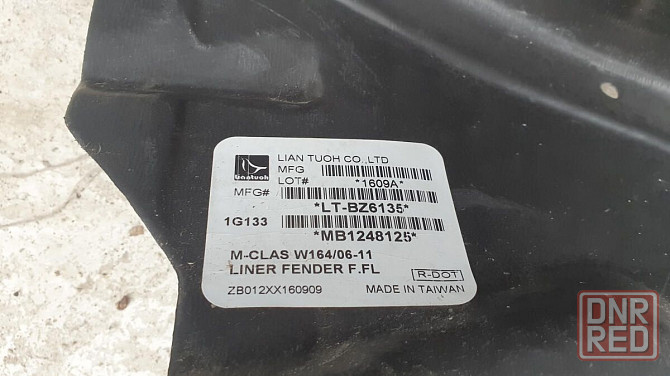 LIAN TUOH CO.,LTD
MFG
LOT#
*1609A*
lianatuoh
MFG#
*LT-BZ6135*
1G133
*MB1248125*
M-CLAS W164/06-11
LINER FENDER F.FL
R-DOT
ZB012XX160909
MADE IN TAIWAN
DNR
RED